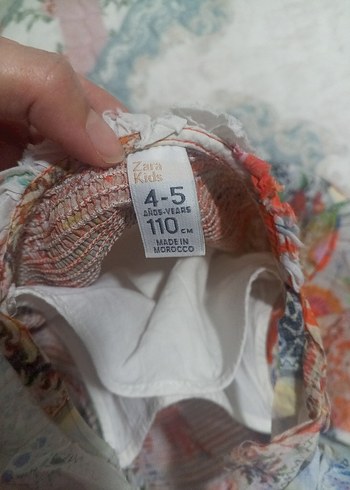 Zara
Kids
4-5
AÑOS-YEARS
110 CM
MADE IN
MOROCCO